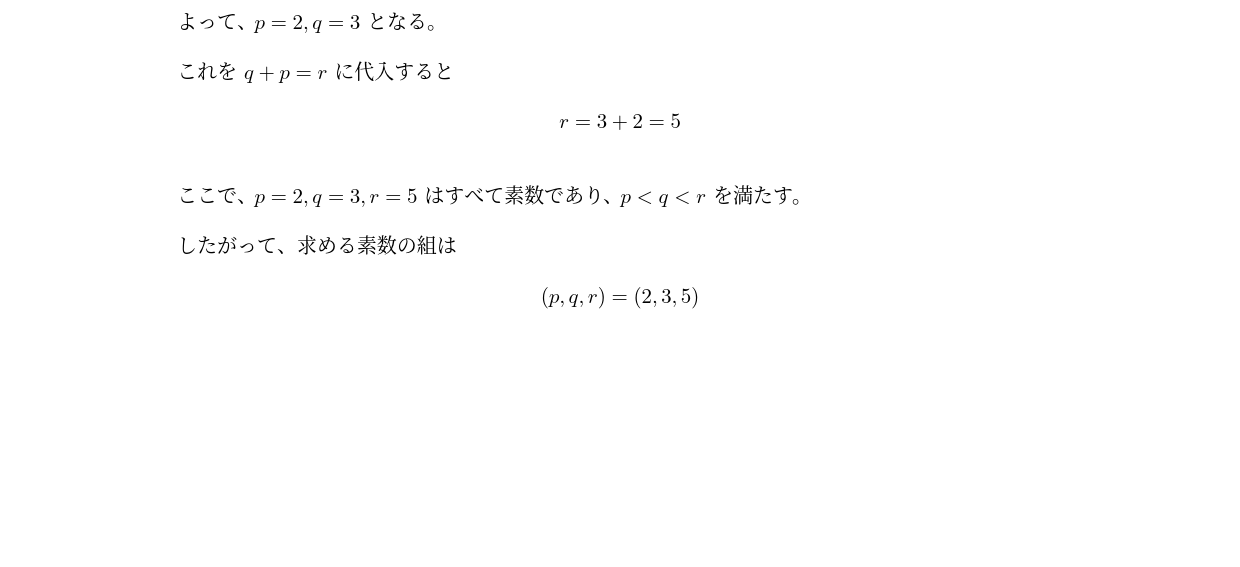 よって、p = 2, q = 3 となる。
これを q + p = r に代入すると
r = 3 + 2 = 5
ここで、p = 2, q = 3, r = 5 はすべて素数であり、p < q < r を満たす。
したがって、求める素数の組は
(p, q, r) = (2, 3, 5)